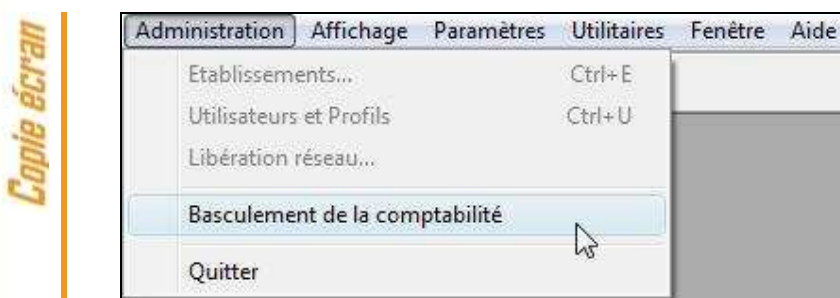 Copie écran
Administration Affichage Paramètres Utilitaires Fenêtre Aide
Etablissements... Ctrl+E
Utilisateurs et Profils Ctrl+U
Libération réseau...
Basculement de la comptabilité
Quitter